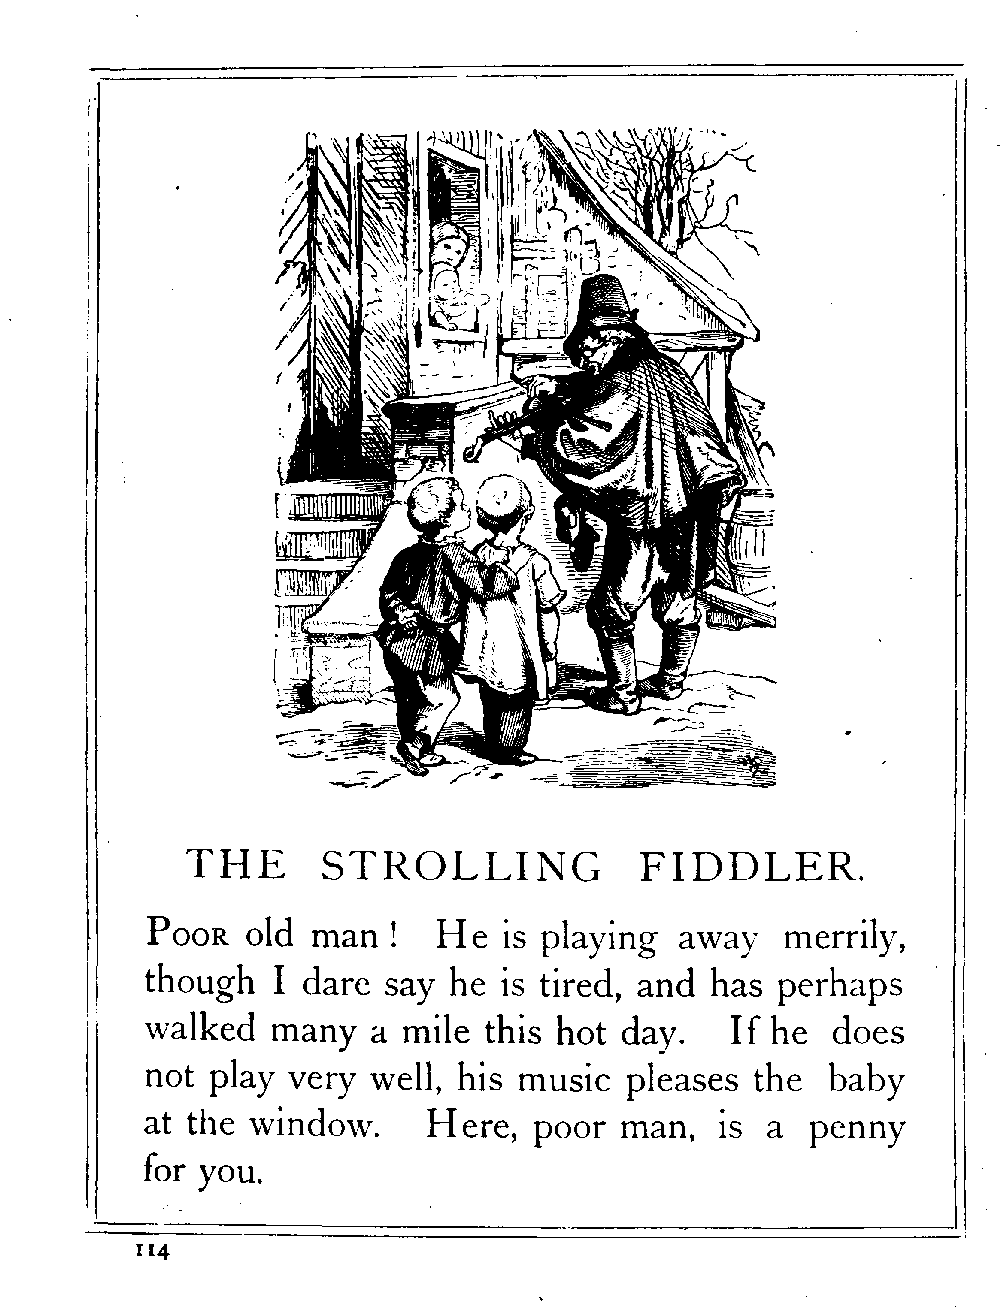 THE STROLLING FIDDLER.
POOR old man! He is playing away merrily,
though I dare say he is tired, and has perhaps
walked many a mile this hot day. If he does
not play very well, his music pleases the baby
at the window. Here, poor man, is a penny
for you.
114